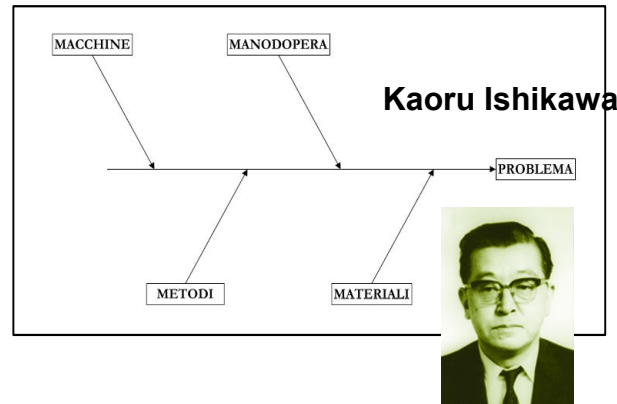 MACCHINE
MANODOPERA
Kaoru Ishikawa
PROBLEMA
METODI
MATERIALI